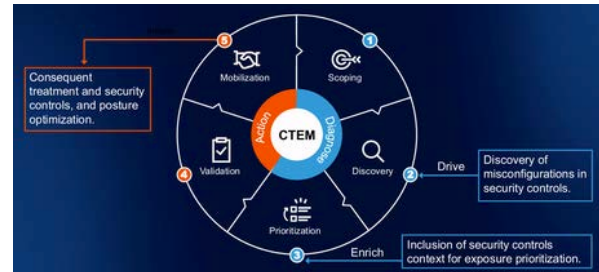 5
1
Mobilization
Scoping
Consequent
treatment and security
controls, and posture
optimization.
Action
CTEM
Diagnose
Validation
Discovery
4
2
Drive
Discovery of
misconfigurations in
security controls.
Prioritization
3
Enrich
Inclusion of security controls
context for exposure prioritization.